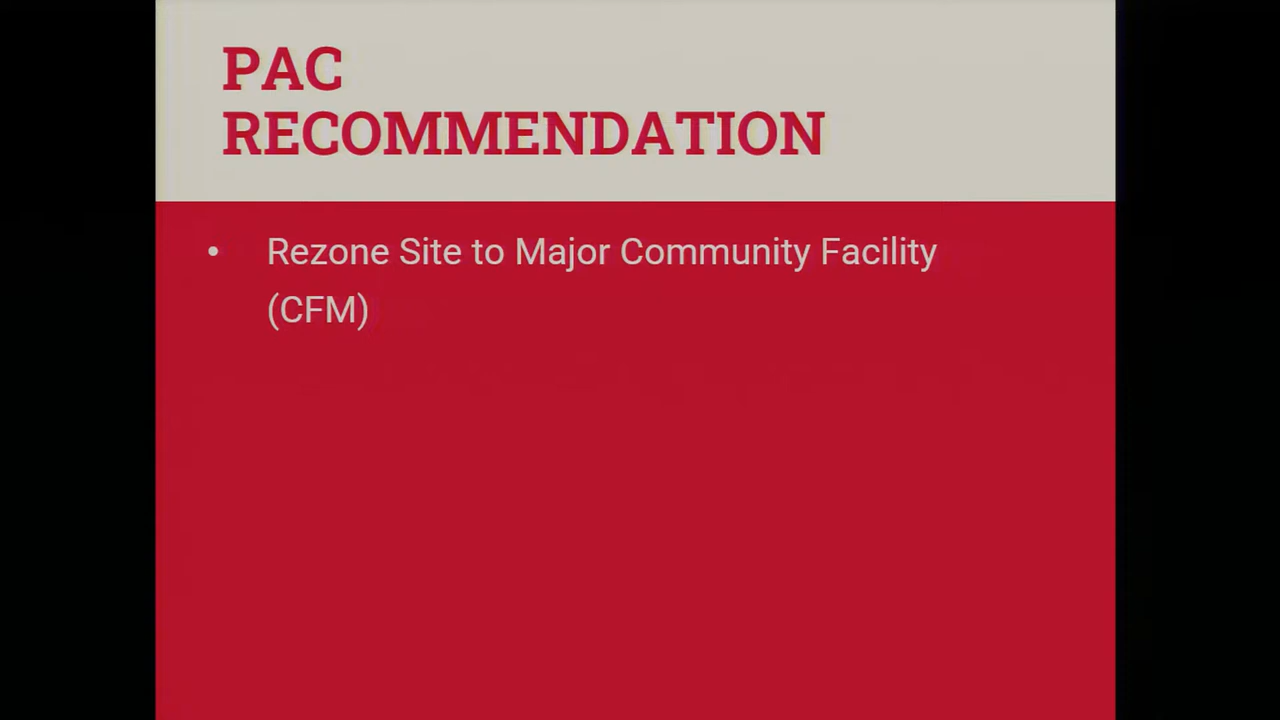 PAC
RECOMMENDATION
• Rezone Site to Major Community Facility
(CFM)